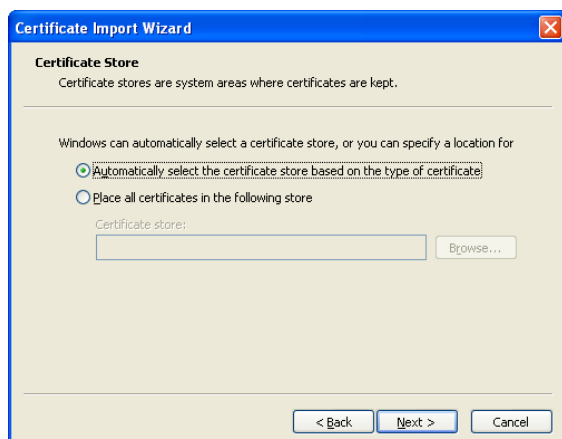 Certificate Import Wizard
Certificate Store
Certificate stores are system areas where certificates are kept.
Windows can automatically select a certificate store, or you can specify a location for
Automatically select the certificate store based on the type of certificate
Place all certificates in the following store
Certificate store:
Browse...
< Back
Next >
Cancel